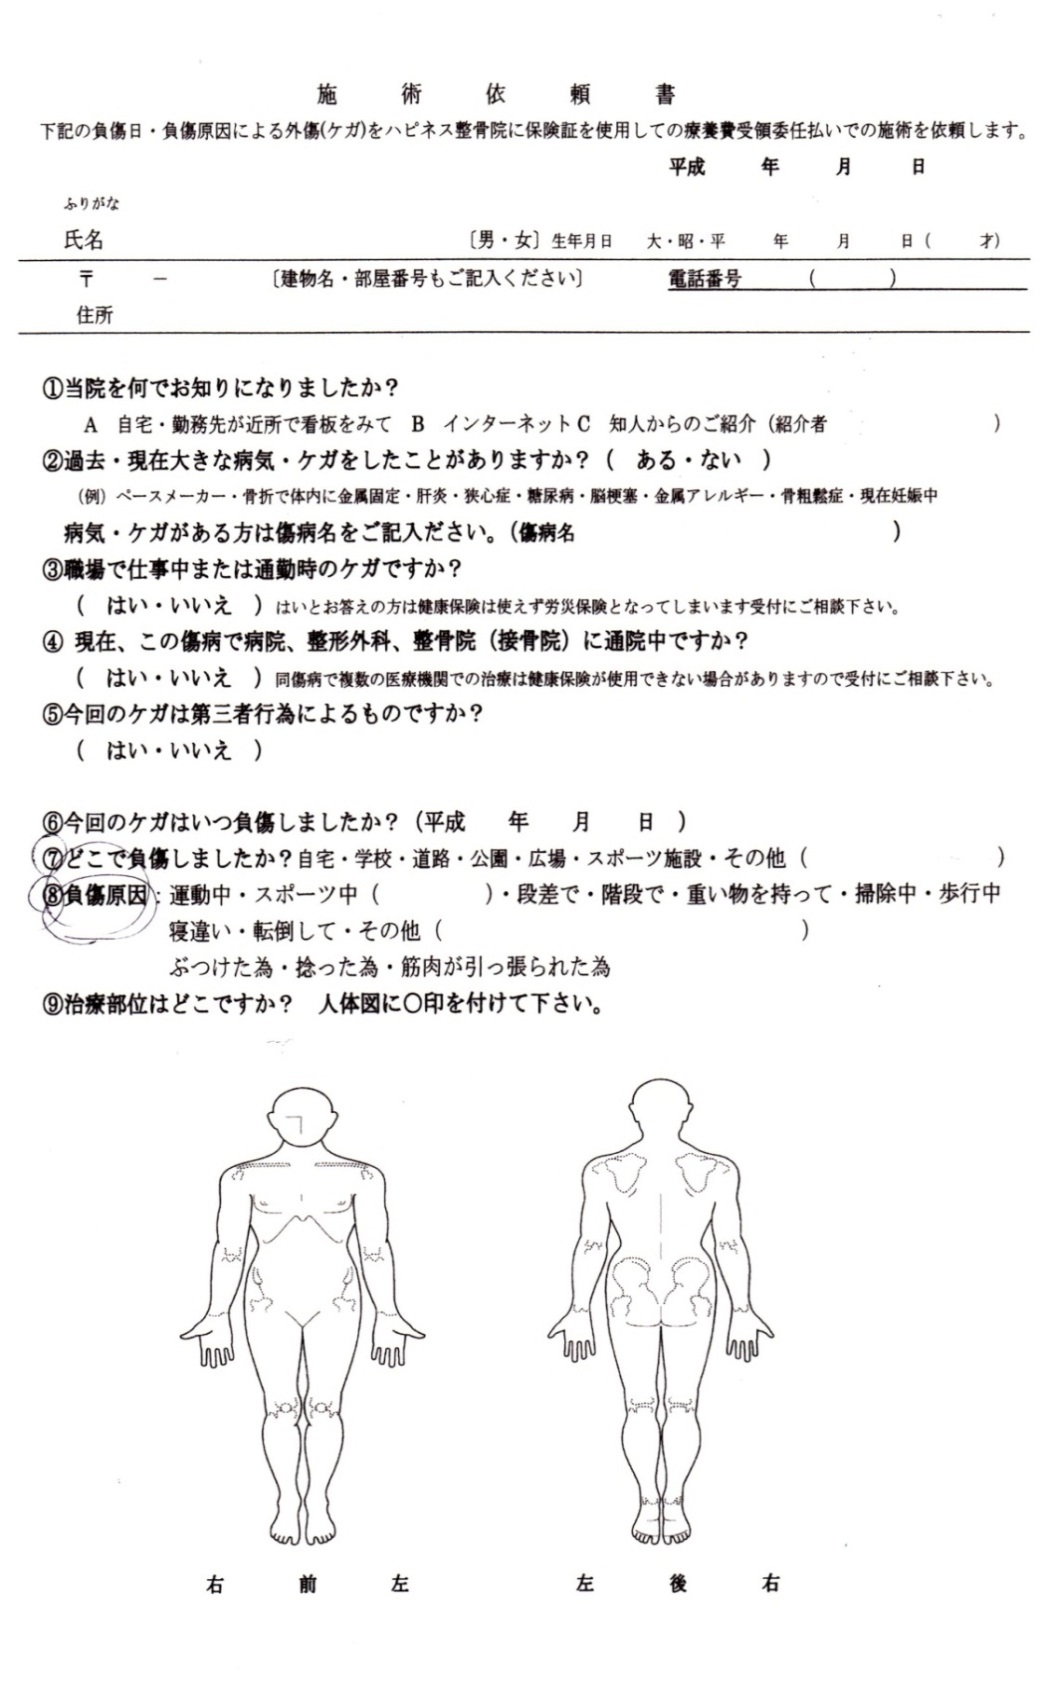 施術依頼書
下記の負傷日・負傷原因による外傷(ケガ)をハピネス整骨院に保険証を使用しての療養費受領委任払いでの施術を依頼します。
平成　　年　　月　　日
ふりがな
氏名　　〔男・女〕生年月日　大・昭・平　　年　　月　　日（　　才）
〒　－　　〔建物名・部屋番号もご記入ください〕　　電話番号　　（　　）
住所
①当院を何でお知りになりましたか？
A　自宅・勤務先が近所で看板をみて　B　インターネット C　知人からのご紹介（紹介者　　）
②過去・現在大きな病気・ケガをしたことがありますか？（　ある・ない　）
（例）ペースメーカー・骨折で体内に金属固定・肝炎・狭心症・糖尿病・脳梗塞・金属アレルギー・骨粗鬆症・現在妊娠中
病気・ケガがある方は傷病名をご記入ださい。（傷病名　　）
③職場で仕事中または通勤時のケガですか？
（　はい・いいえ　）はいとお答えの方は健康保険は使えず労災保険となってしまいます受付にご相談下さい。
④ 現在、この傷病で病院、整形外科、整骨院（接骨院）に通院中ですか？
（　はい・いいえ　）同傷病で複数の医療機関での治療は健康保険が使用できない場合がありますので受付にご相談下さい。
⑤今回のケガは第三者行為によるものですか？
（　はい・いいえ　）
⑥今回のケガはいつ負傷しましたか？（平成　　年　　月　　日　）
⑦どこで負傷しましたか？自宅・学校・道路・公園・広場・スポーツ施設・その他（　　）
⑧負傷原因：運動中・スポーツ中（　　）・段差で・階段で・重い物を持って・掃除中・歩行中
寝違い・転倒して・その他（　　）
ぶつけた為・捻った為・筋肉が引っ張られた為
⑨治療部位はどこですか？　人体図に〇印を付けて下さい。
右　前　左　　左　後　右